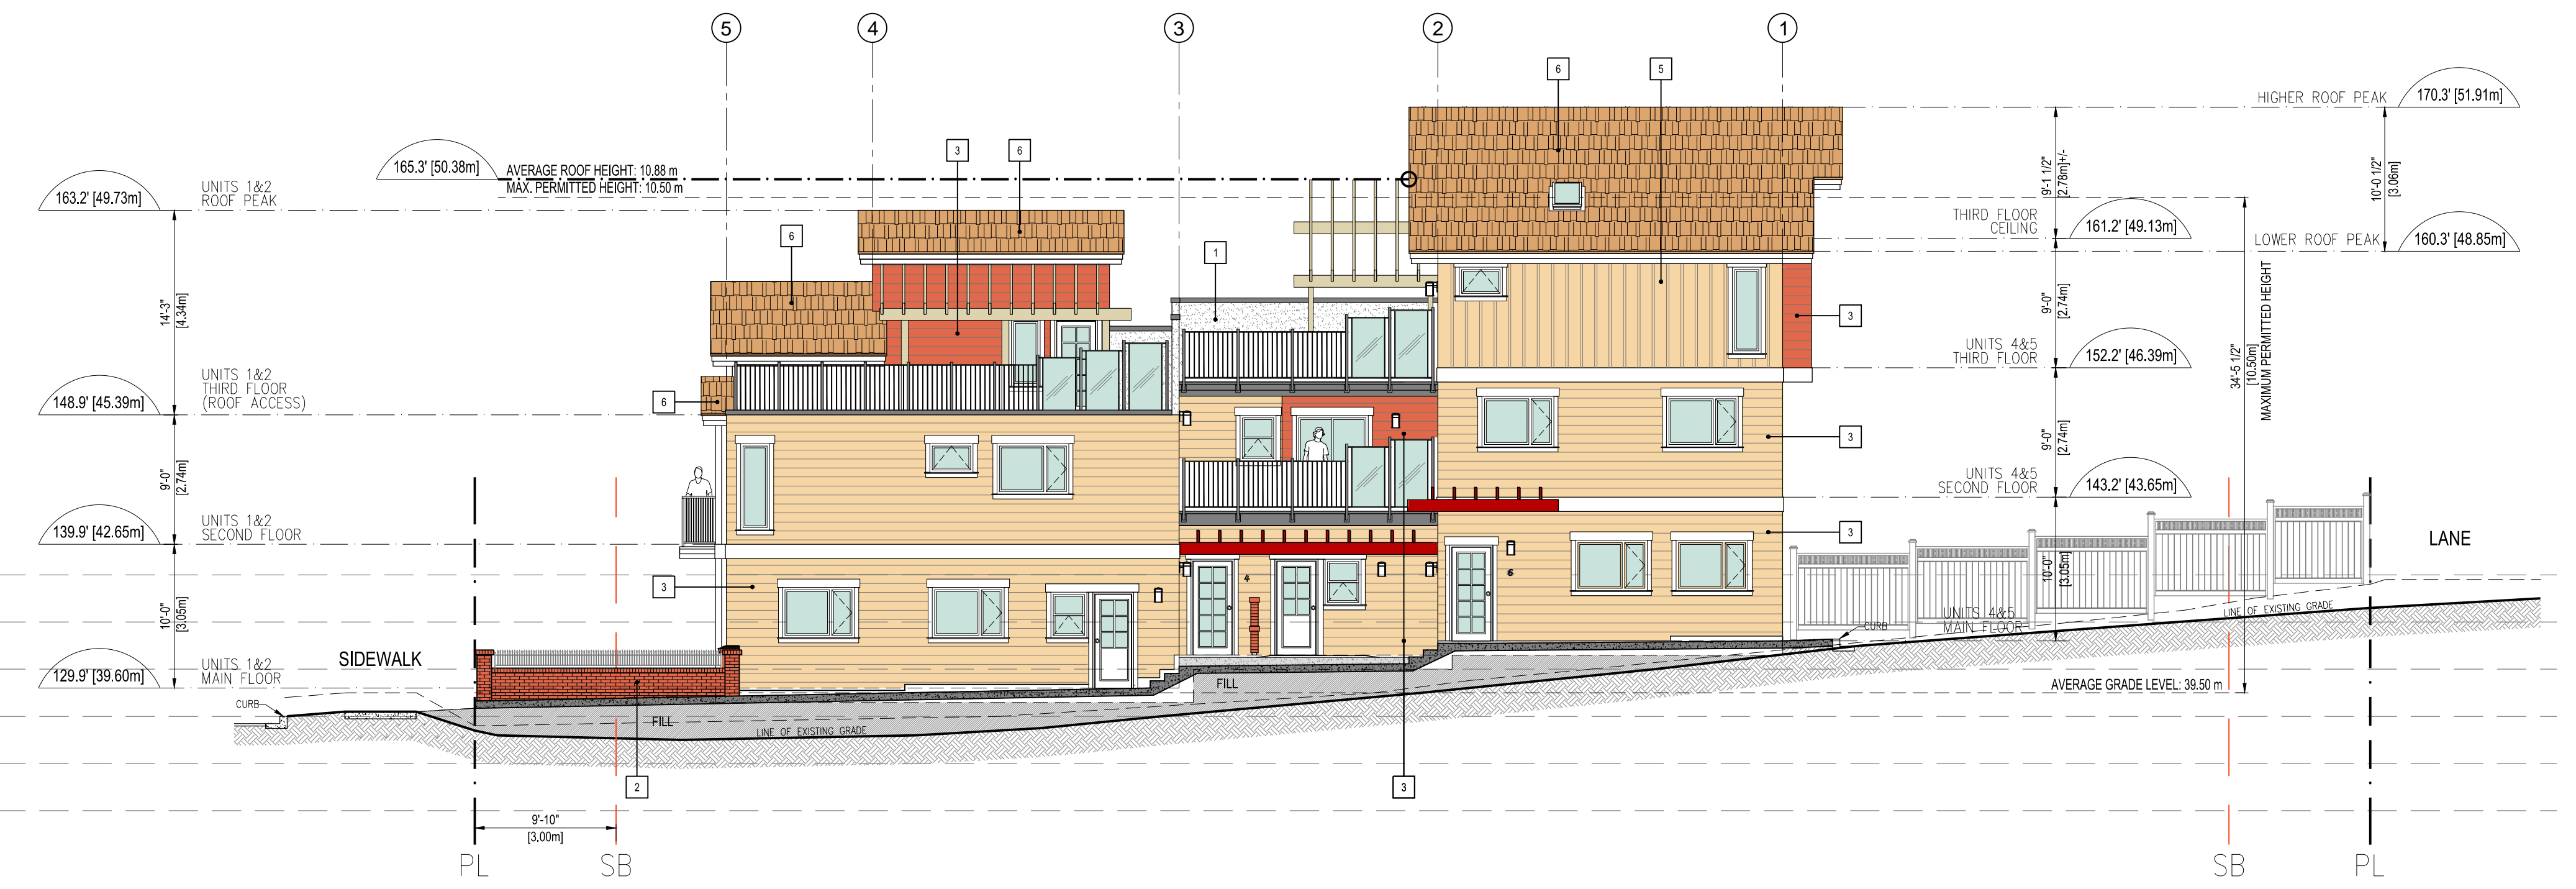 5
4
3
2
1
6
5
HIGHER ROOF PEAK
170.3' [51.91m]
3
6
165.3' [50.38m]
AVERAGE ROOF HEIGHT: 10.88 m
MAX. PERMITTED HEIGHT: 10.50 m
9'-1 1/2"
[2.78m]+/-
10'-0 1/2"
[3.06m]
163.2' [49.73m]
UNITS 1&2
ROOF PEAK
THIRD FLOOR
CEILING
161.2' [49.13m]
6
1
LOWER ROOF PEAK
160.3' [48.85m]
14'-3"
[4.34m]
3
3
9'-0"
[2.74m]
34'-5 1/2"
[10.50m]
MAXIMUM PERMITTED HEIGHT
UNITS 4&5
THIRD FLOOR
152.2' [46.39m]
148.9' [45.39m]
UNITS 1&2
THIRD FLOOR
(ROOF ACCESS)
6
3
9'-0"
[2.74m]
9'-0"
[2.74m]
UNITS 4&5
SECOND FLOOR
143.2' [43.65m]
139.9' [42.65m]
UNITS 1&2
SECOND FLOOR
3
LANE
3
4
6
10'-0"
[3.05m]
10'-0"
[3.05m]
UNITS 4&5
MAIN FLOOR
CURB
LINE OF EXISTING GRADE
129.9' [39.60m]
UNITS 1&2
MAIN FLOOR
SIDEWALK
FILL
AVERAGE GRADE LEVEL: 39.50 m
CURB
FILL
LINE OF EXISTING GRADE
2
3
9'-10"
[3.00m]
PL
SB
SB
PL